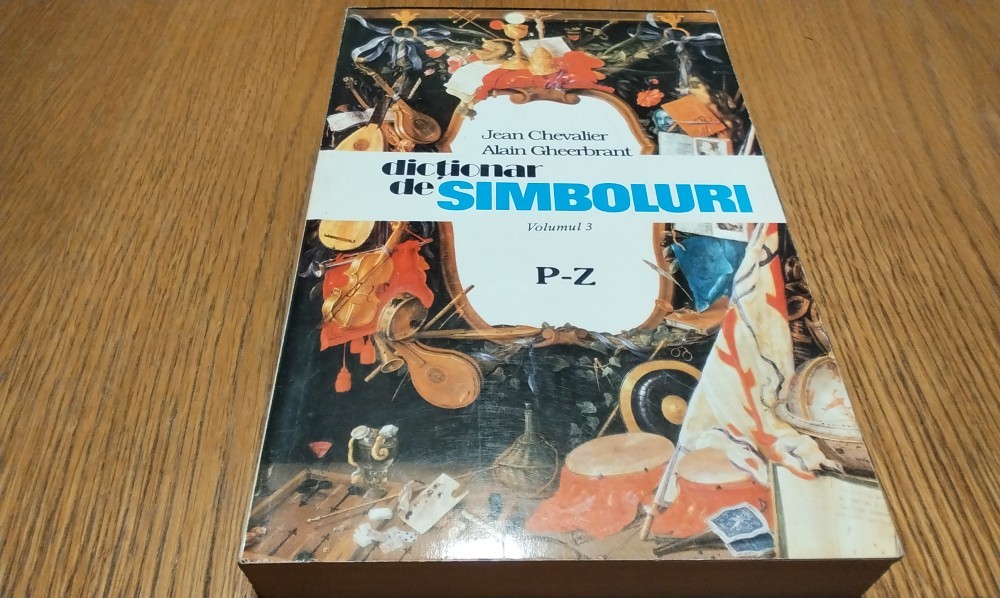 Jean Chevalier
Alain Gheerbrant
dicționar
de SIMBOLURI
Volumul 3
P-Z